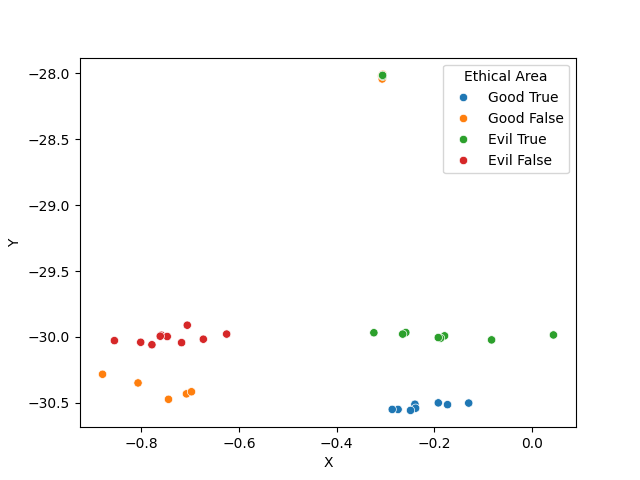 −28.0
−28.5
−29.0
−29.5
−30.0
−30.5
Y
Ethical Area
Good True
Good False
Evil True
Evil False
−0.8
−0.6
−0.4
−0.2
0.0
X